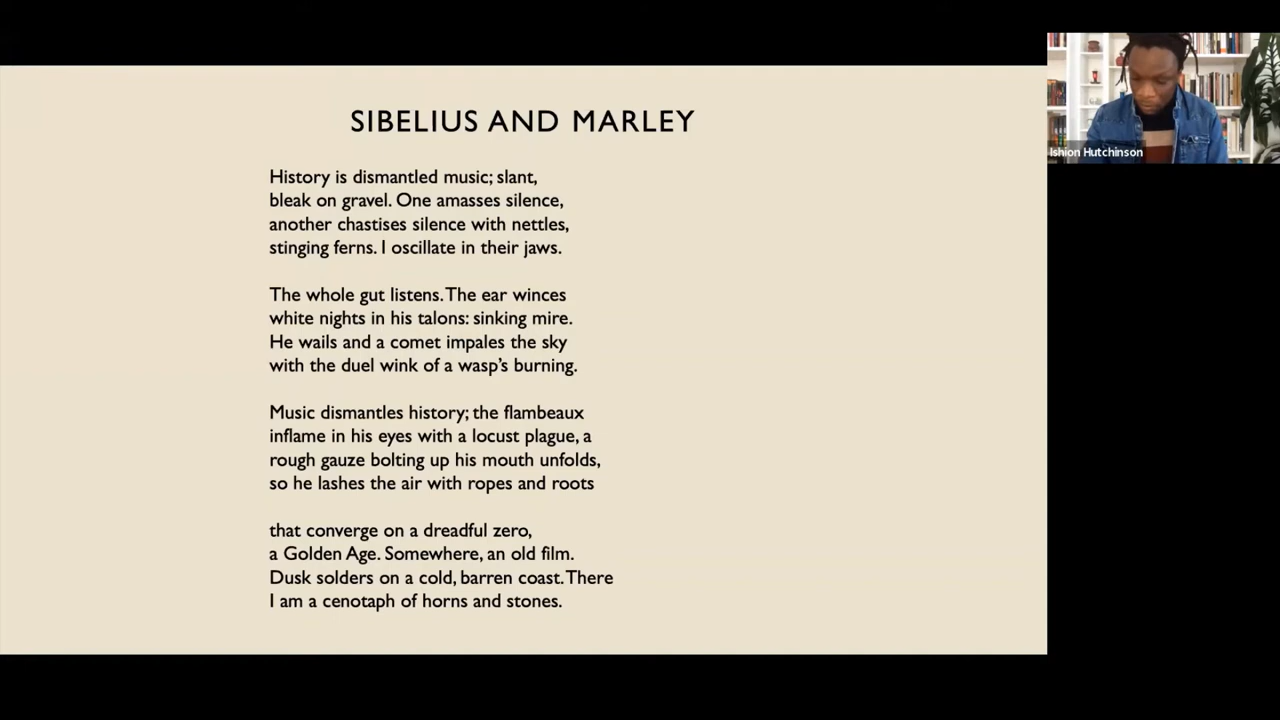 SIBELIUS AND MARLEY
History is dismantled music; slant,
bleak on gravel. One amasses silence,
another chastises silence with nettles,
stinging ferns. I oscillate in their jaws.
The whole gut listens. The ear winces
white nights in his talons: sinking mire.
He wails and a comet impales the sky
with the duel wink of a wasp's burning.
Music dismantles history; the flambeaux
inflame in his eyes with a locust plague, a
rough gauze bolting up his mouth unfolds,
so he lashes the air with ropes and roots
that converge on a dreadful zero,
a Golden Age. Somewhere, an old film.
Dusk solders on a cold, barren coast. There
I am a cenotaph of horns and stones.
Ishion Hutchinson